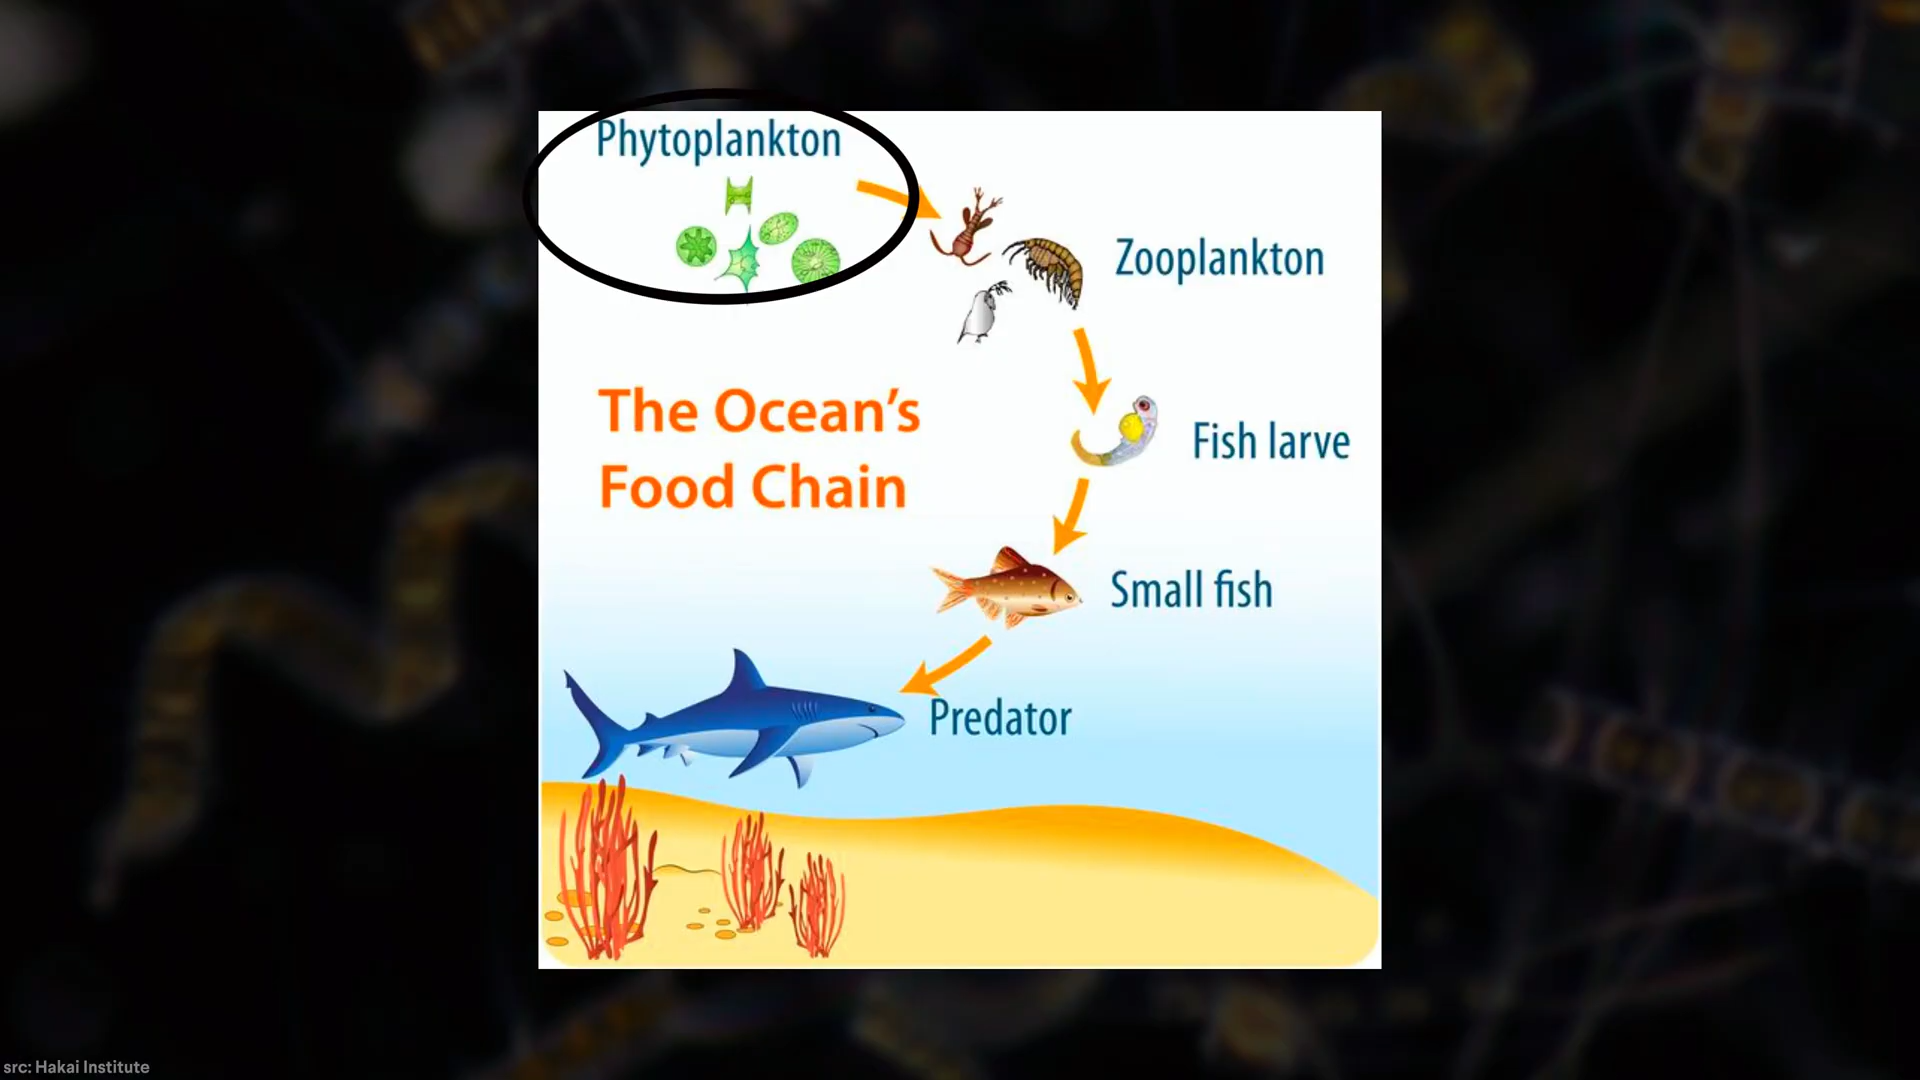 Phytoplankton
Zooplankton
The Ocean's
Food Chain
Fish larve
Small fish
Predator
src: Hakai Institute